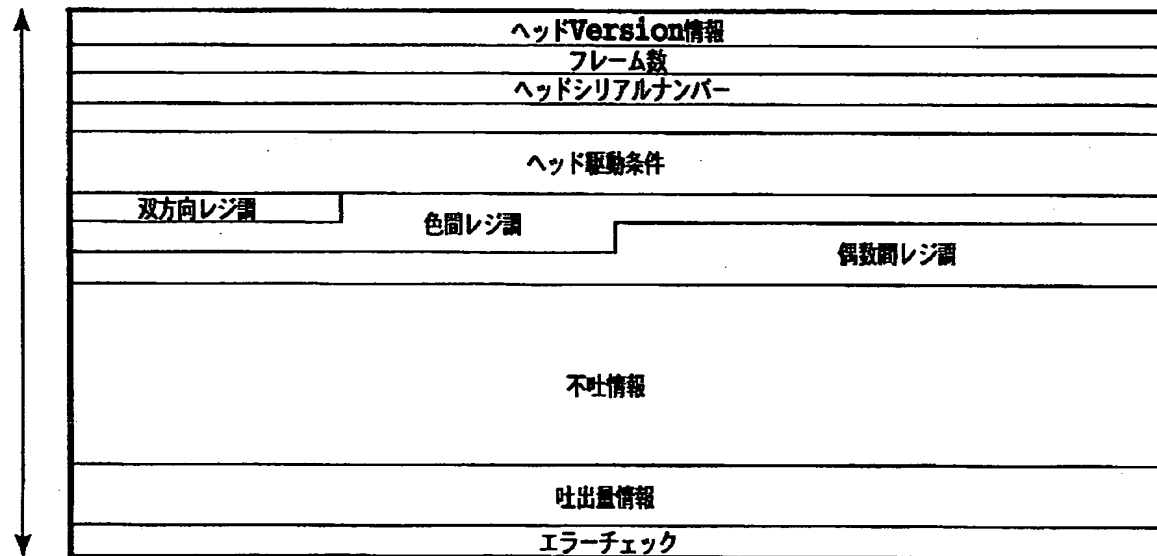 ヘッドVersion情報
フレーム数
ヘッドシリアルナンバー
ヘッド駆動条件
双方向レジ調
色間レジ調
偶数間レジ調
不吐情報
吐出量情報
エラーチェック